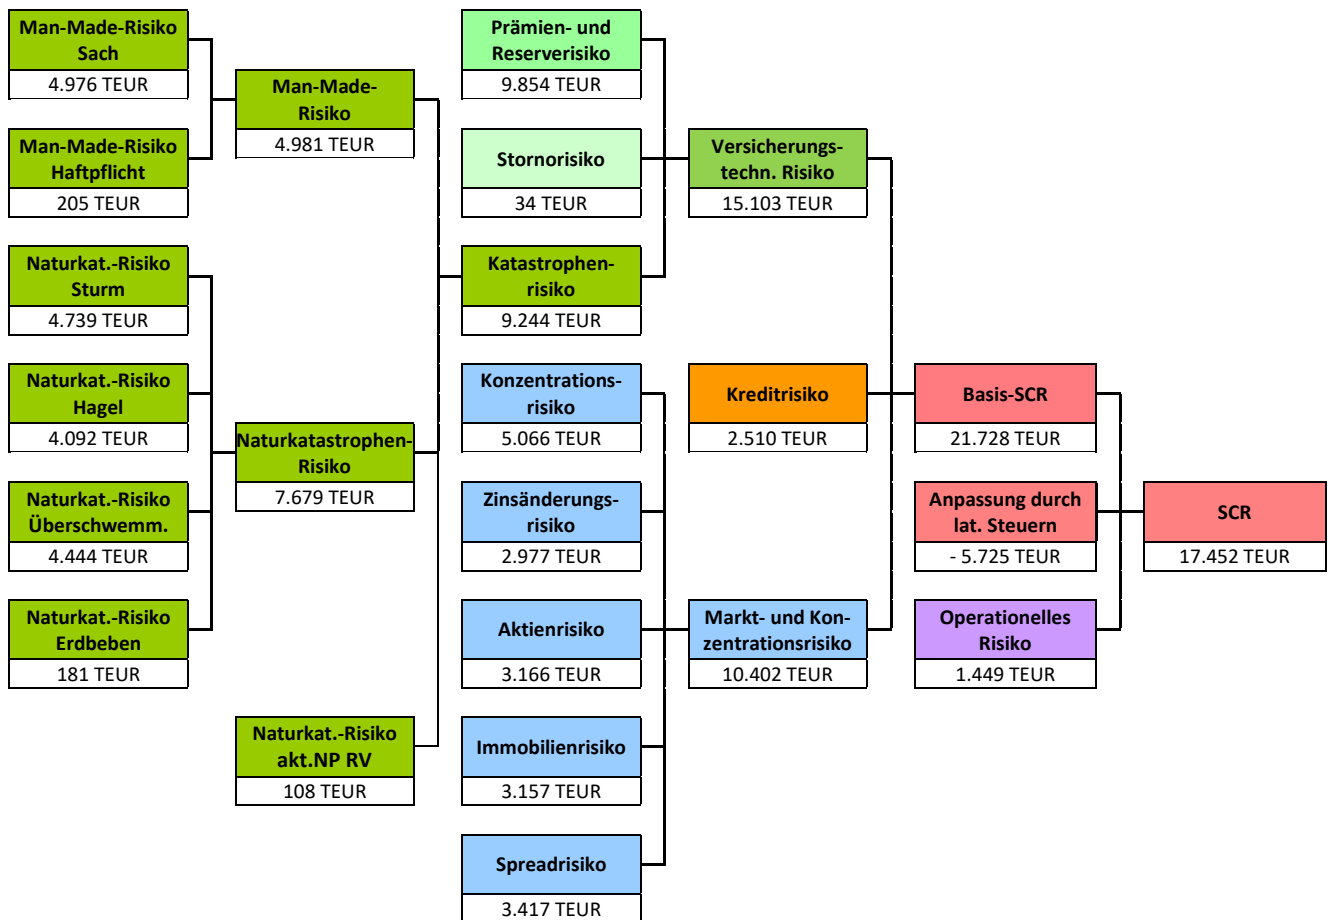 Man-Made-Risiko
Sach
4.976 TEUR
Man-Made-Risiko
Haftpflicht
205 TEUR
Naturkat.-Risiko
Sturm
4.739 TEUR
Naturkat.-Risiko
Hagel
4.092 TEUR
Naturkat.-Risiko
Überschwemm.
4.444 TEUR
Naturkat.-Risiko
Erdbeben
181 TEUR
Man-Made-
Risiko
4.981 TEUR
Naturkatastrophen-
Risiko
7.679 TEUR
Naturkat.-Risiko
akt.NP RV
108 TEUR
Prämien- und
Reserverisiko
9.854 TEUR
Stornorisiko
34 TEUR
Katastrophen-
risiko
9.244 TEUR
Konzentrations-
risiko
5.066 TEUR
Zinsänderungs-
risiko
2.977 TEUR
Aktienrisiko
3.166 TEUR
Immobilienrisiko
3.157 TEUR
Spreadrisiko
3.417 TEUR
Versicherungs-
techn. Risiko
15.103 TEUR
Kreditrisiko
2.510 TEUR
Markt- und Kon-
zentrationsrisiko
10.402 TEUR
Basis-SCR
21.728 TEUR
Anpassung durch
lat. Steuern
- 5.725 TEUR
Operationelles
Risiko
1.449 TEUR
SCR
17.452 TEUR